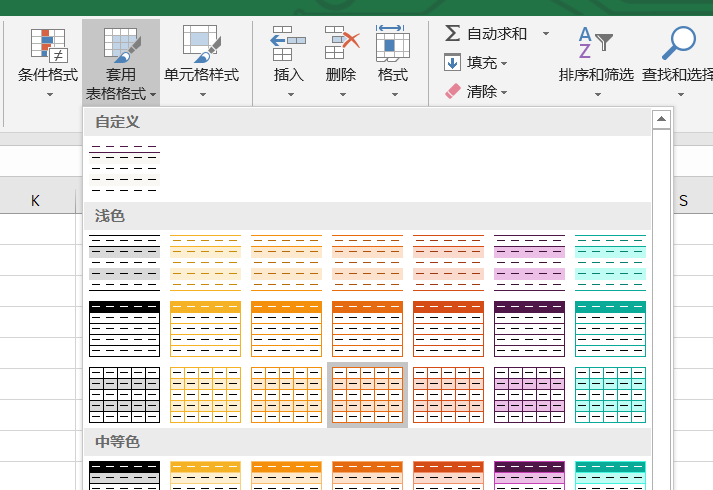 自动求和
条件格式
套用
表格格式
单元格样式
插入
删除
格式
填充
排序和筛选
查找和选择
清除
自定义
K
S
浅色
中等色